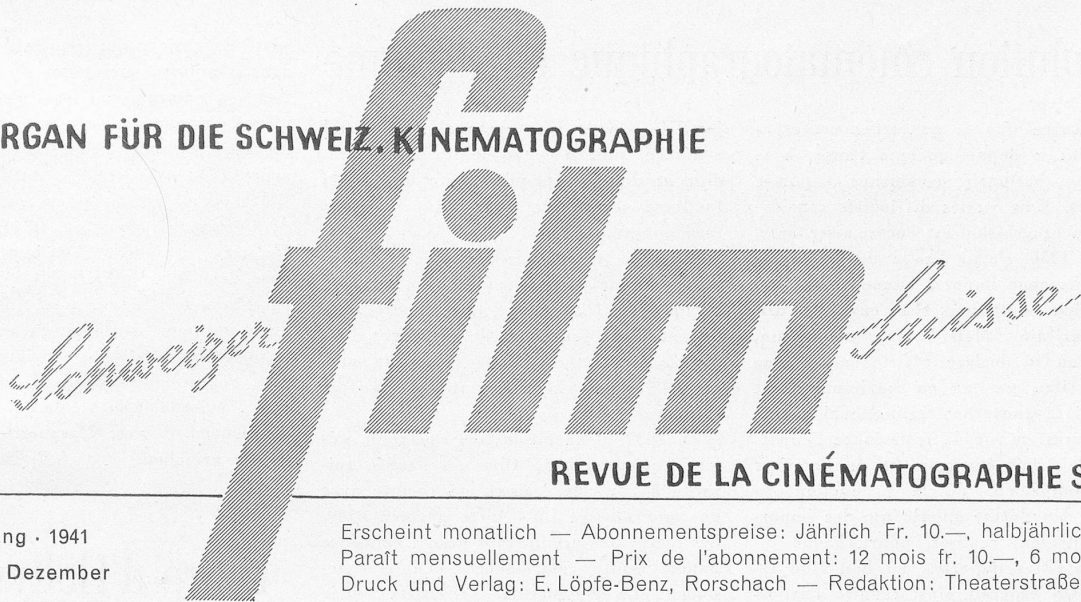 RGAN FÜR DIE SCHWEIZ. KINEMATOGRAPHIE
Schweizer film Suisse
REVUE DE LA CINÉMATOGRAPHIE S
ng · 1941
Dezember
Erscheint monatlich — Abonnementspreise: Jährlich Fr. 10.—, halbjährlic
Paraît mensuellement — Prix de l'abonnement: 12 mois fr. 10.—, 6 mo
Druck und Verlag: E. Löpfe-Benz, Rorschach — Redaktion: Theaterstraße